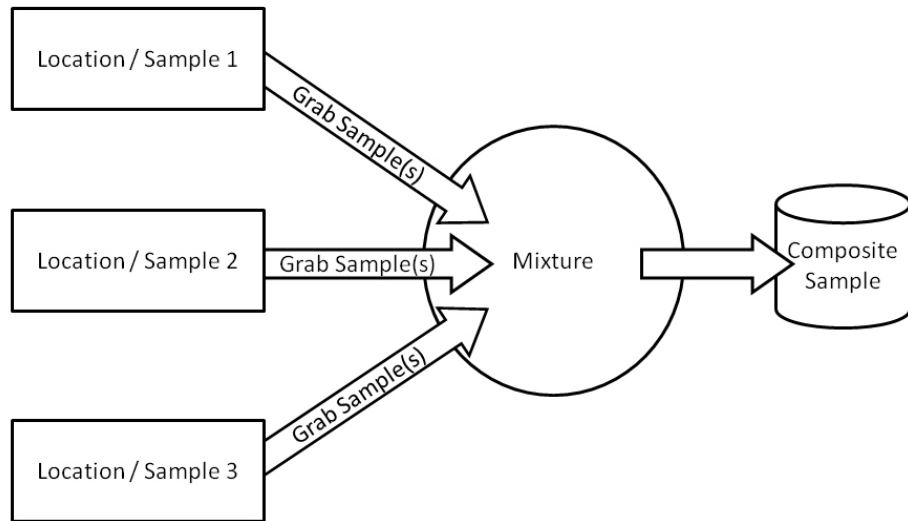 Location / Sample 1
Grab Sample(s)
Location / Sample 2
Grab Sample(s)
Mixture
Composite
Sample
Grab Sample(s)
Location / Sample 3